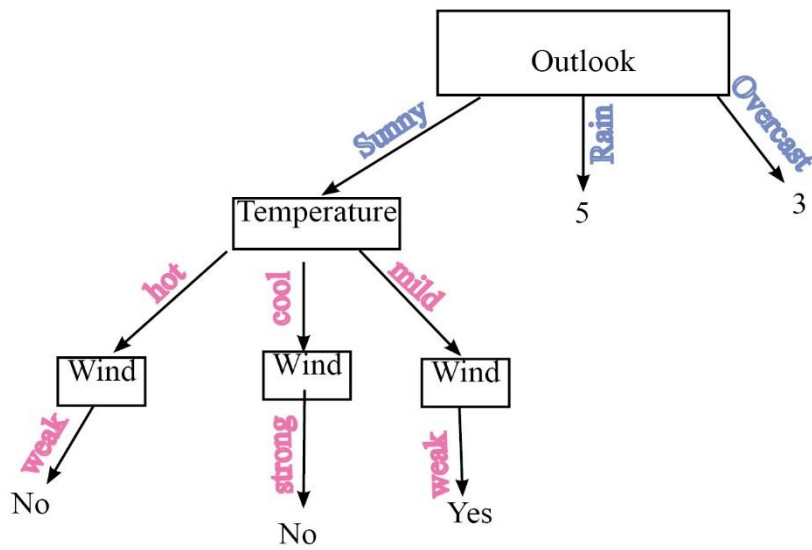 Outlook
Sunny
Rain
Overcast
Temperature
5
3
hot
cool
mild
Wind
Wind
Wind
weak
strong
weak
No
No
Yes